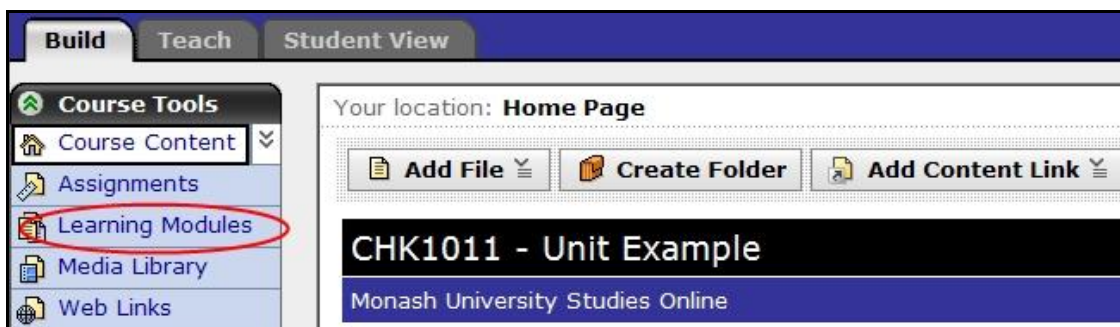 Build Teach Student View
Course Tools
Course Content
Assignments
Learning Modules
Media Library
Web Links
Your location: Home Page
Add File Create Folder Add Content Link
CHK1011 - Unit Example
Monash University Studies Online